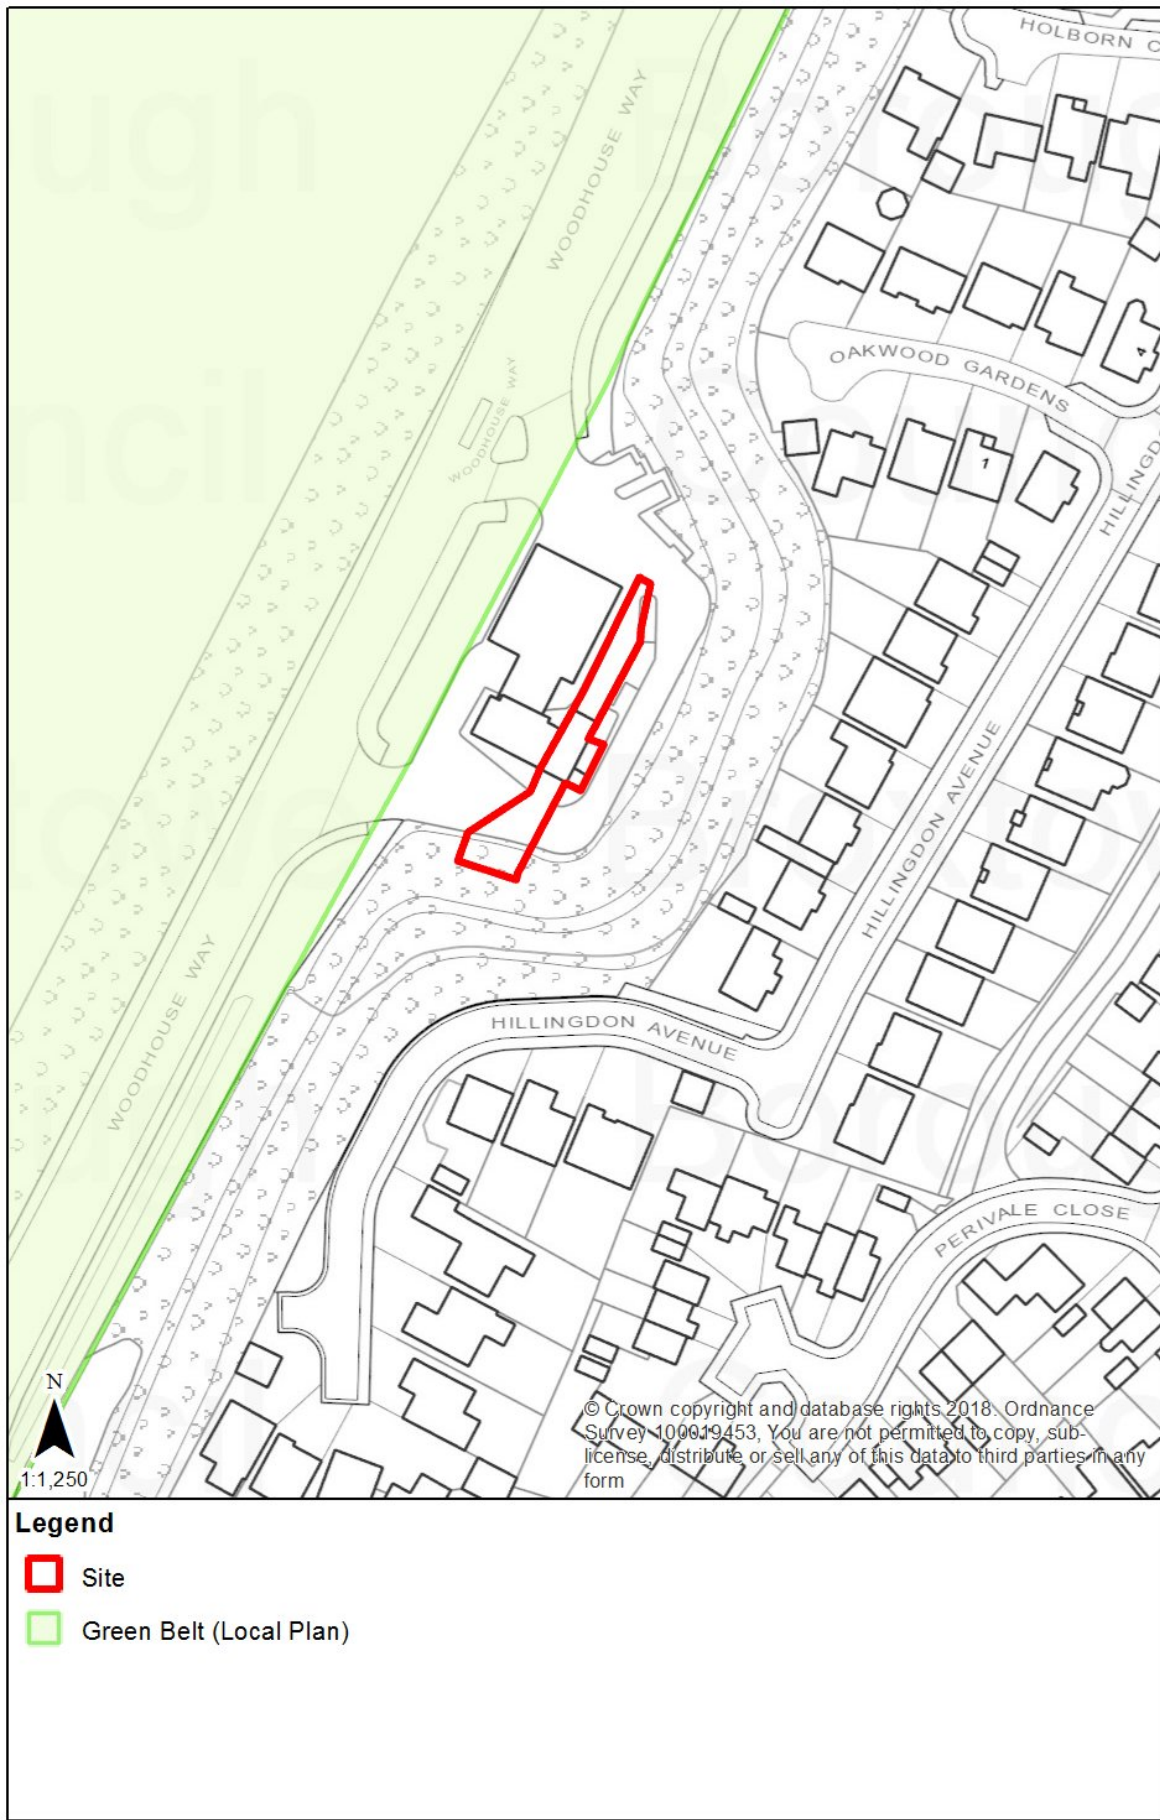 HOLBORN C
WOODHOUSE WAY
OAKWOOD GARDENS
4
WOODHOUSE WAY
1
HILLINGD
HILLINGDON AVENUE
WOODHOUSE WAY
HILLINGDON AVENUE
PERIVALE CLOSE
N
1:1,250
© Crown copyright and database rights 2018. Ordnance
Survey 100019453, You are not permitted to copy, sub-
license, distribute or sell any of this data to third parties in any
form
Legend
Site
Green Belt (Local Plan)